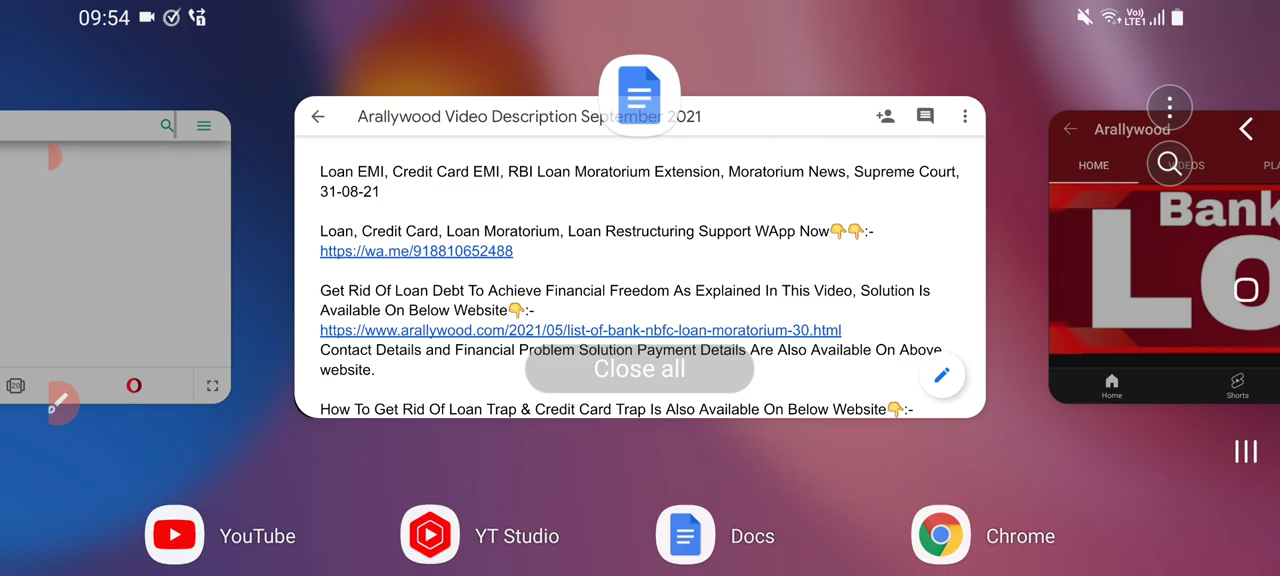 09:54
Vo))
LTE1
Arallywood Video Description September 2021
Loan EMI, Credit Card EMI, RBI Loan Moratorium Extension, Moratorium News, Supreme Court,
31-08-21
Loan, Credit Card, Loan Moratorium, Loan Restructuring Support WApp Now👇👇:-
https://wa.me/918810652488
Get Rid Of Loan Debt To Achieve Financial Freedom As Explained In This Video, Solution Is
Available On Below Website👇:-
https://www.arallywood.com/2021/05/list-of-bank-nbfc-loan-moratorium-30.html
Contact Details and Financial Problem Solution Payment Details Are Also Available On Above
website.
How To Get Rid Of Loan Trap & Credit Card Trap Is Also Available On Below Website👇:-
Close all
20
Arallywood
HOME
VIDEOS
PL
Bank
Lo
Home
Shorts
YouTube
YT Studio
Docs
Chrome